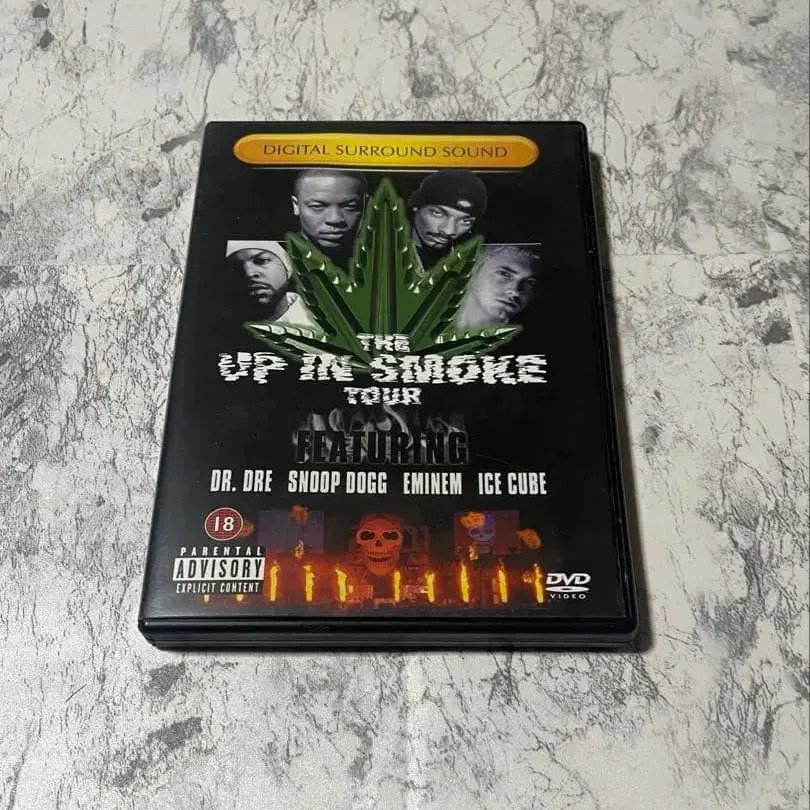 DIGITAL SURROUND SOUND
THE
UP IN SMOKE
TOUR
FEATURING
DR. DRE SNOOP DOGG EMINEM ICE CUBE
18
PARENTAL
ADVISORY
EXPLICIT CONTENT
DVD
VIDEO